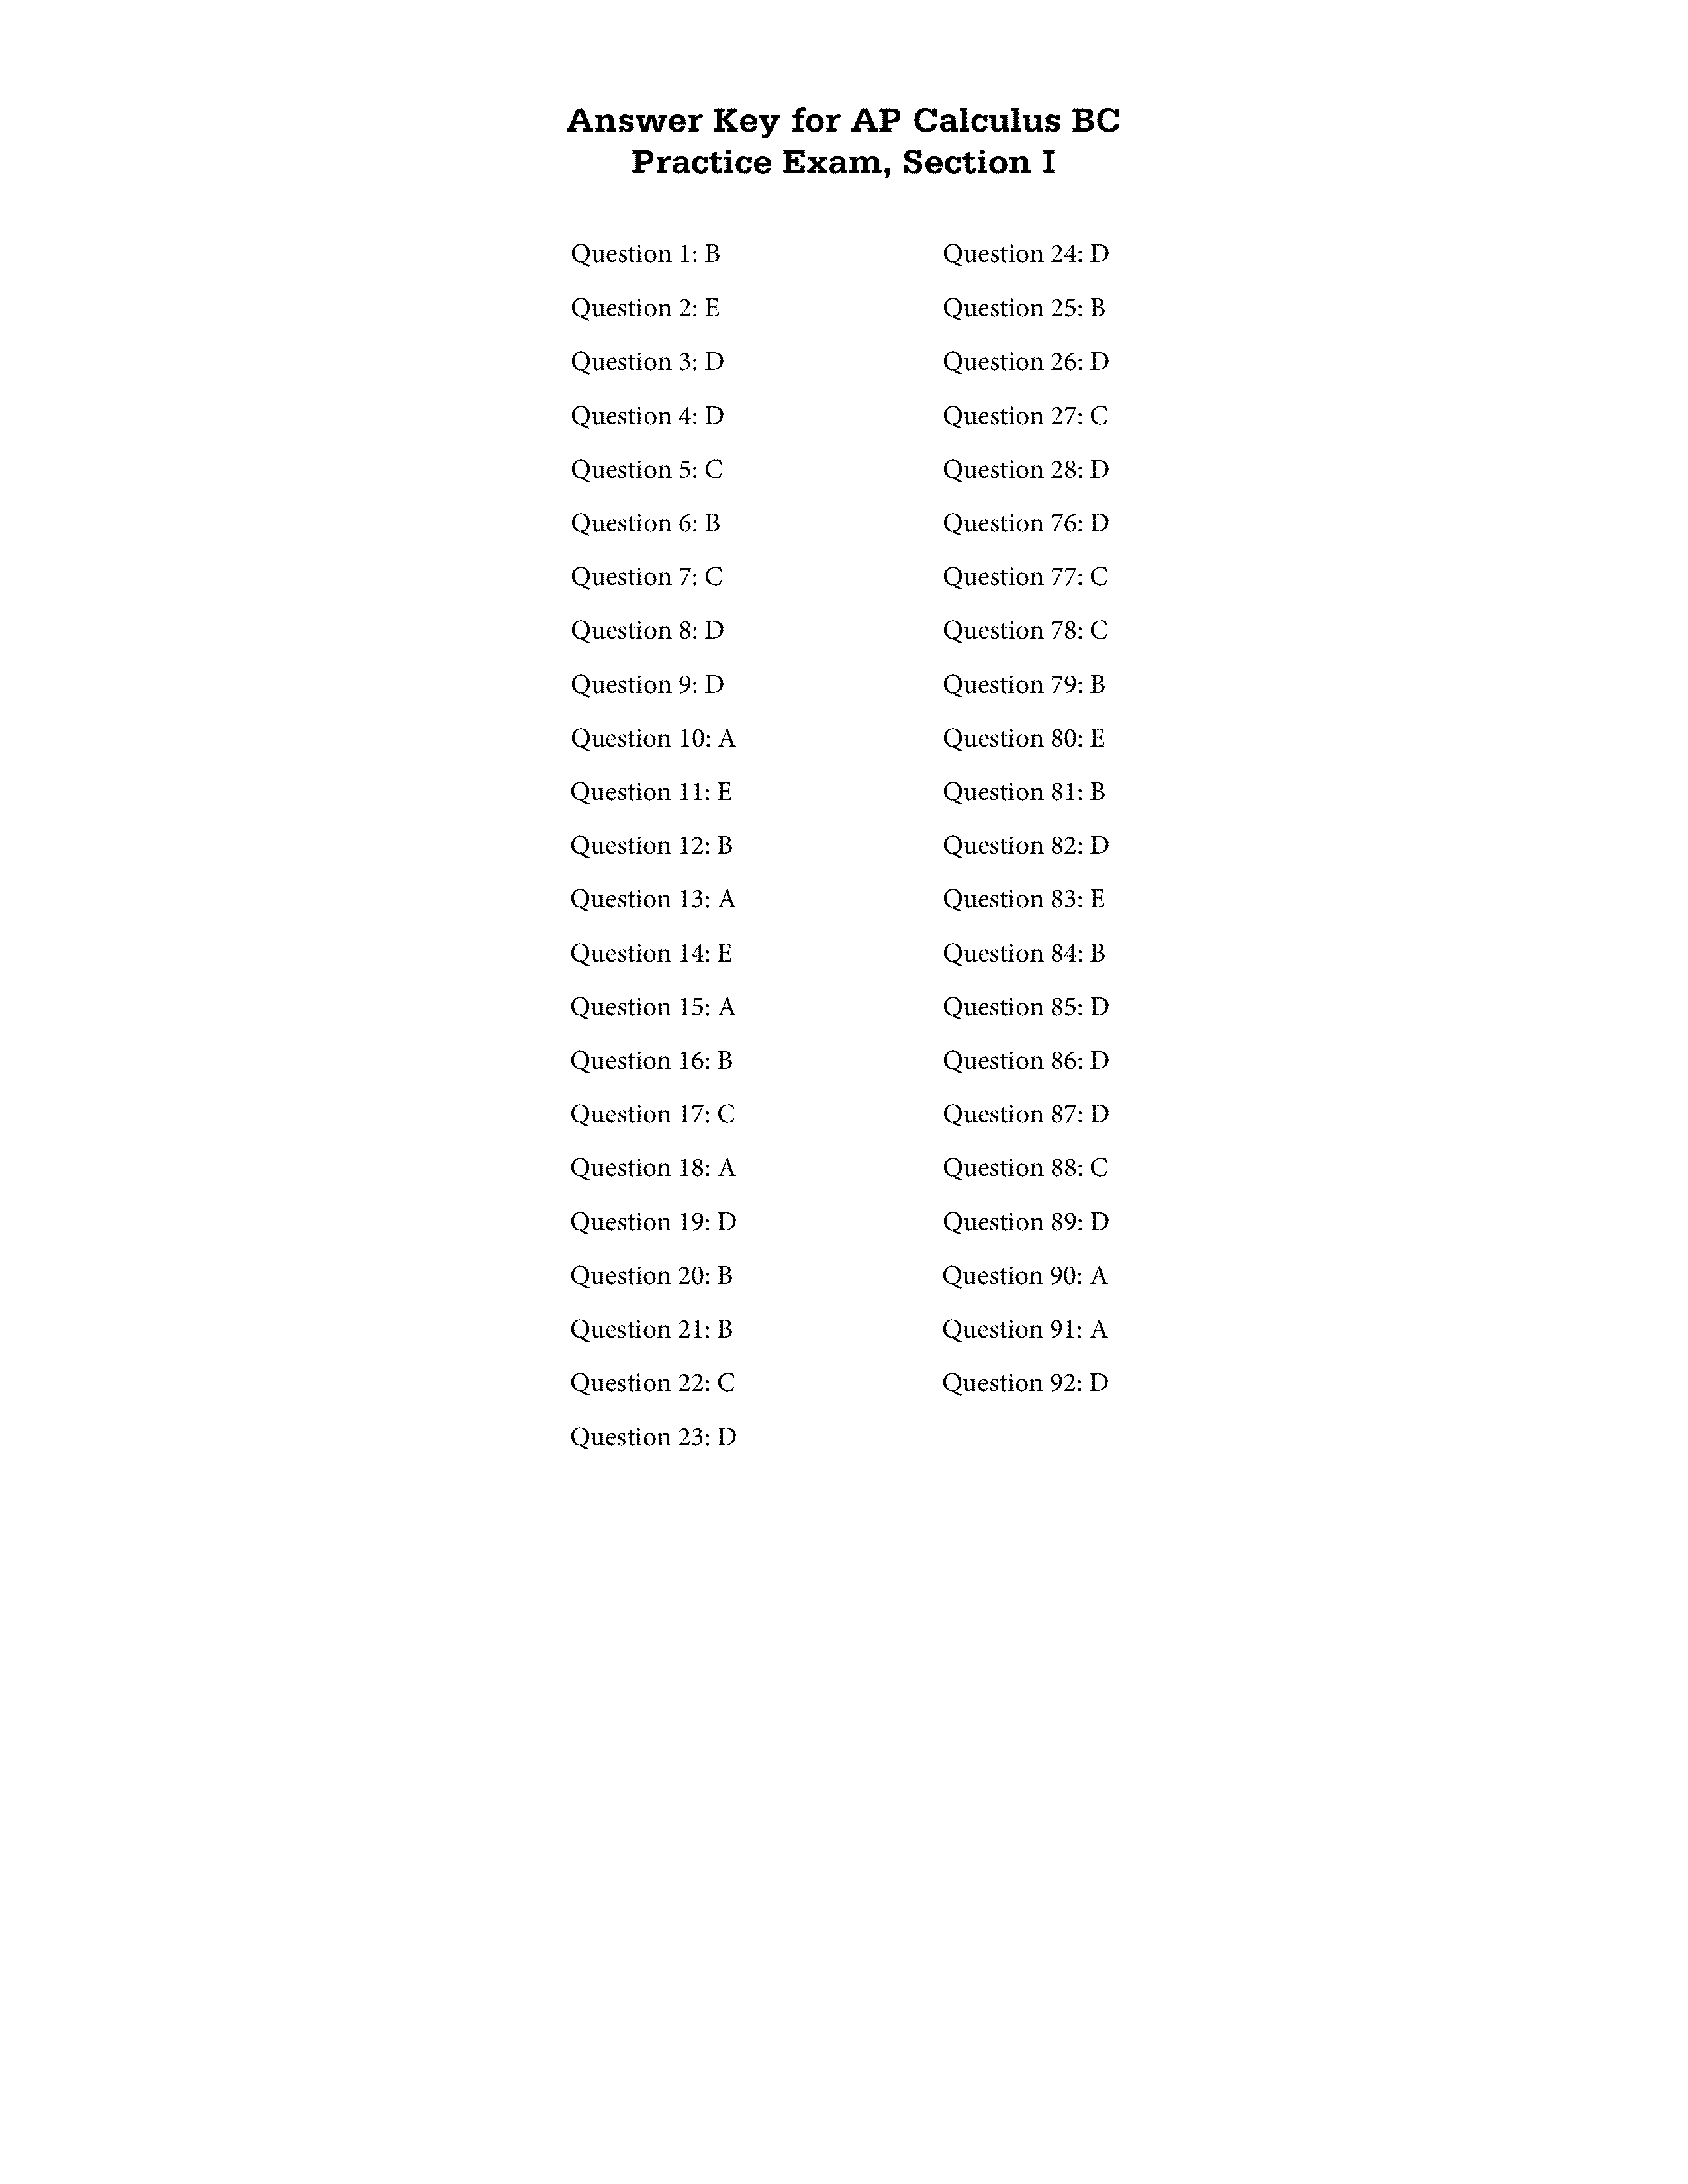 Answer Key for AP Calculus BC
Practice Exam, Section I
Question 1: B
Question 2: E
Question 3: D
Question 4: D
Question 5: C
Question 6: B
Question 7: C
Question 8: D
Question 9: D
Question 10: A
Question 11: E
Question 12: B
Question 13: A
Question 14: E
Question 15: A
Question 16: B
Question 17: C
Question 18: A
Question 19: D
Question 20: B
Question 21: B
Question 22: C
Question 23: D
Question 24: D
Question 25: B
Question 26: D
Question 27: C
Question 28: D
Question 76: D
Question 77: C
Question 78: C
Question 79: B
Question 80: E
Question 81: B
Question 82: D
Question 83: E
Question 84: B
Question 85: D
Question 86: D
Question 87: D
Question 88: C
Question 89: D
Question 90: A
Question 91: A
Question 92: D